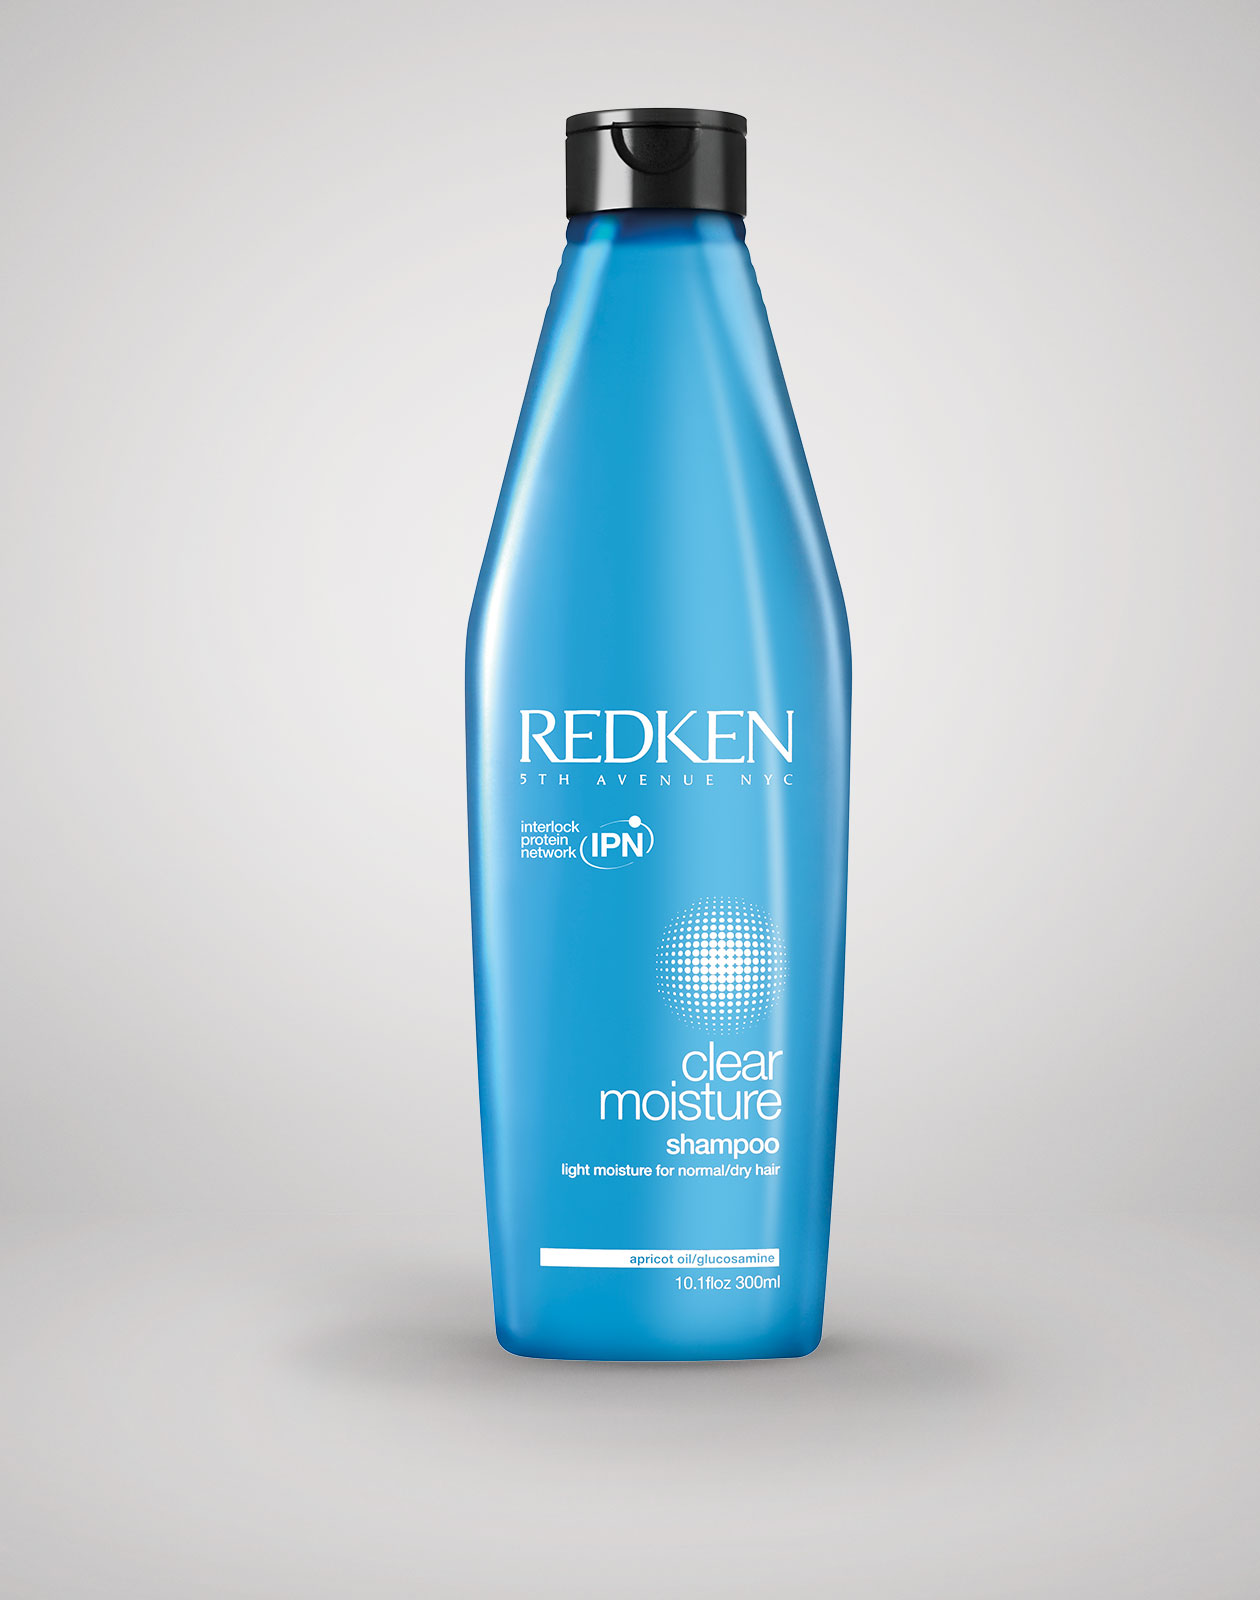 REDKEN
5TH AVENUE NYC
interlock
protein
network IPN
clear
moisture
shampoo
light moisture for normal/dry hair
apricot oil/glucosamine
10.1floz 300ml